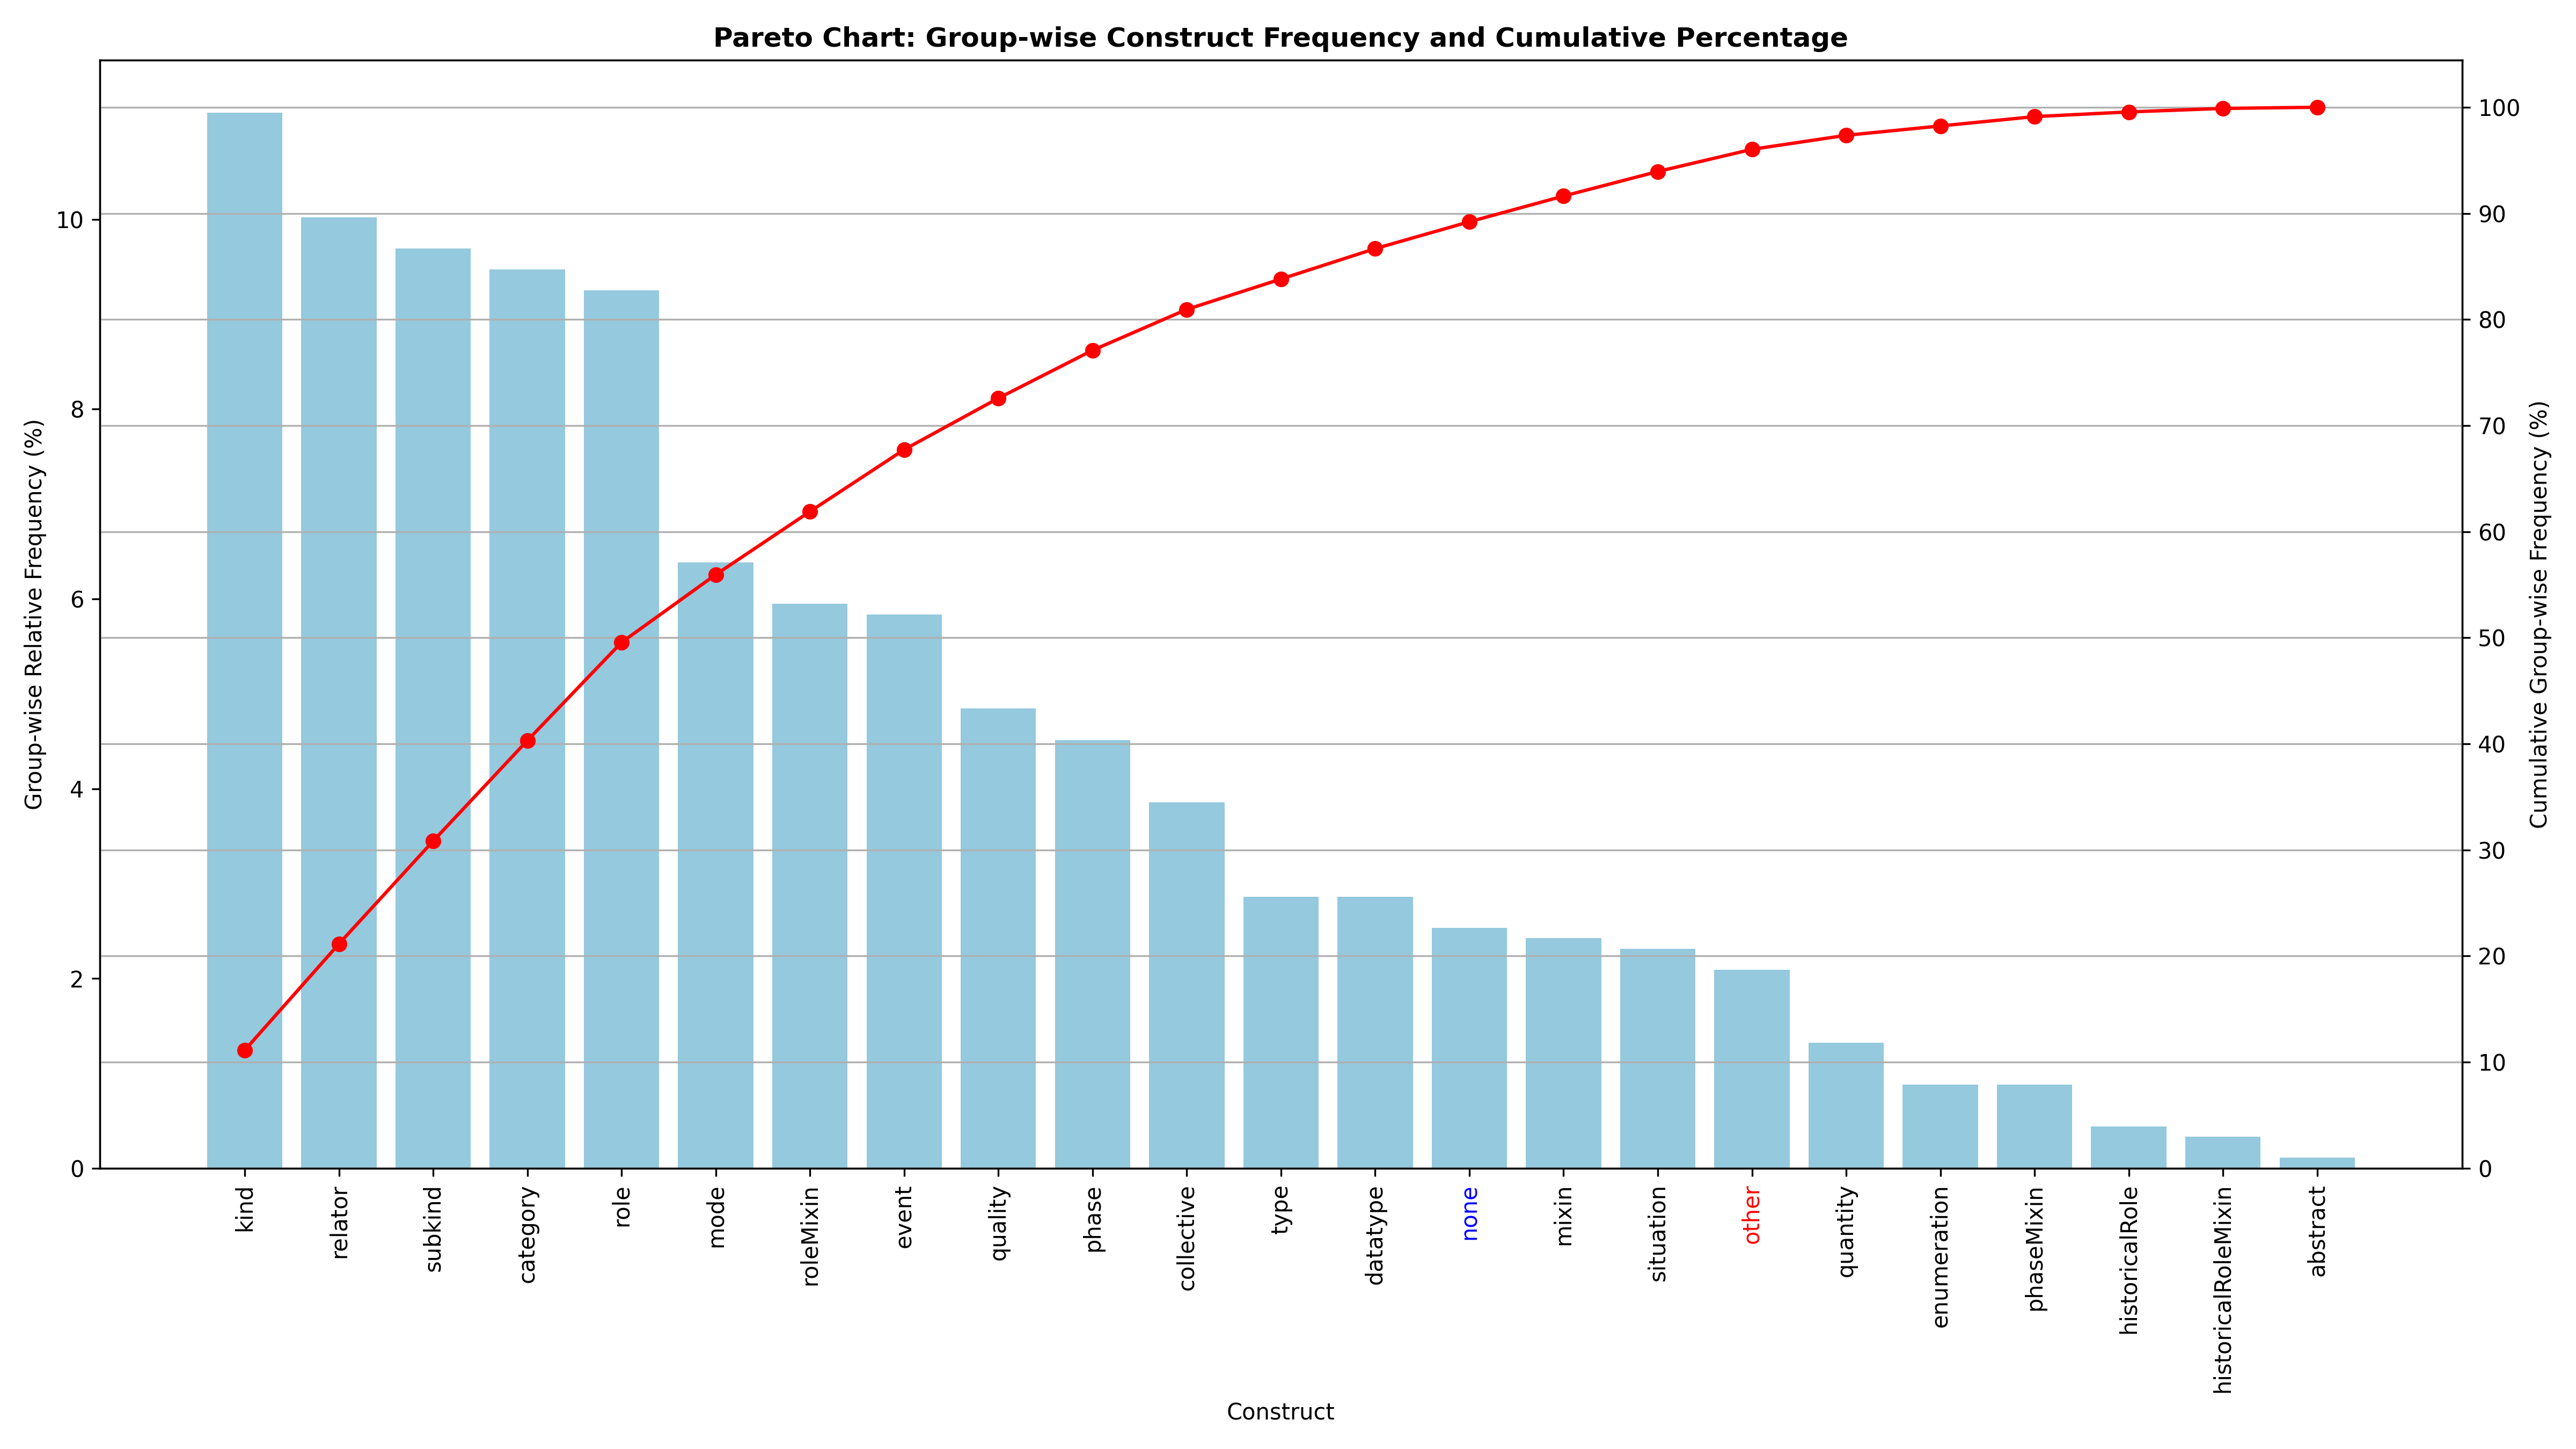 Pareto Chart: Group-wise Construct Frequency and Cumulative Percentage
Group-wise Relative Frequency (%)
10
8
6
4
2
0
100
90
80
70
60
50
40
30
20
10
0
Cumulative Group-wise Frequency (%)
kind
relator
subkind
category
role
mode
roleMixin
event
quality
phase
collective
type
datatype
none
mixin
situation
other
quantity
enumeration
phaseMixin
historicalRole
historicalRoleMixin
abstract
Construct